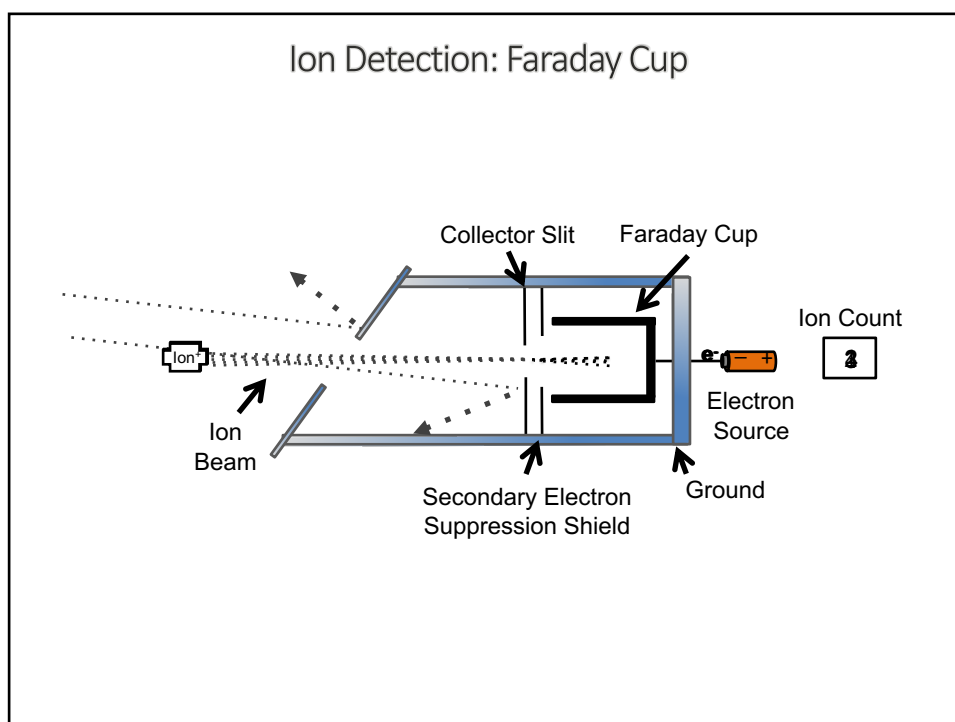 Ion Detection: Faraday Cup
Collector Slit
Faraday Cup
Ion Count
Ion+
e-
− +
Electron
Source
Ion
Beam
Secondary Electron
Suppression Shield
Ground